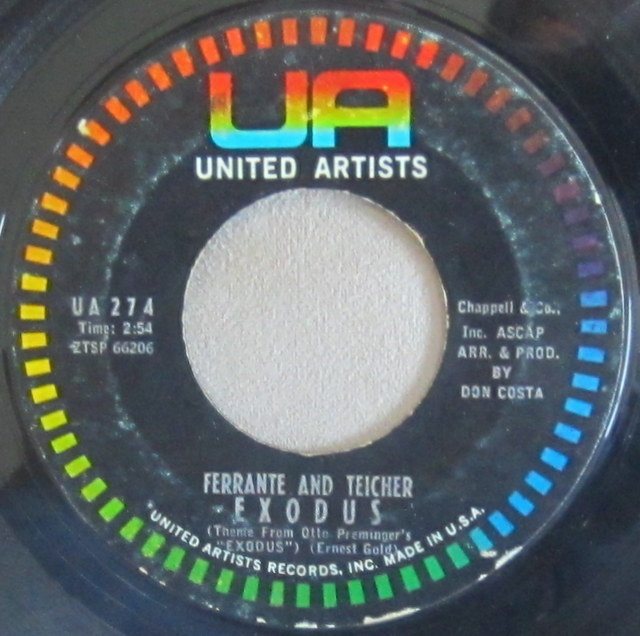 UA
UNITED ARTISTS
UA 274
Time: 2:54
ZTSP 66206
Chappell & Co.,
Inc. ASCAP
ARR. & PROD.
BY
DON COSTA
FERRANTE AND TEICHER
EXODUS
(Theme From Otto Preminger's
"EXODUS") (Ernest Gold)
UNITED ARTISTS RECORDS, INC. MADE IN U.S.A.